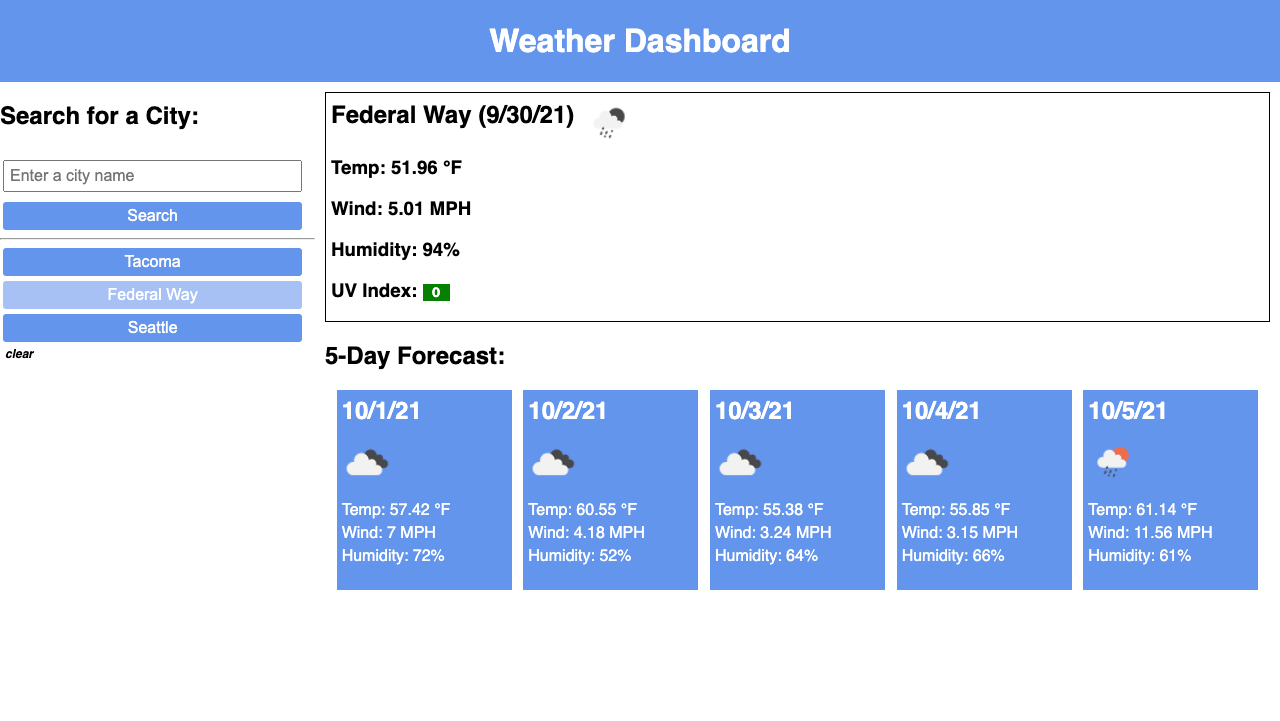 Weather Dashboard
Search for a City:
Enter a city name
Search
Tacoma
Federal Way
Seattle
clear
Federal Way (9/30/21)
Temp: 51.96 °F
Wind: 5.01 MPH
Humidity: 94%
UV Index: 0
5-Day Forecast:
10/1/21
Temp: 57.42 °F
Wind: 7 MPH
Humidity: 72%
10/2/21
Temp: 60.55 °F
Wind: 4.18 MPH
Humidity: 52%
10/3/21
Temp: 55.38 °F
Wind: 3.24 MPH
Humidity: 64%
10/4/21
Temp: 55.85 °F
Wind: 3.15 MPH
Humidity: 66%
10/5/21
Temp: 61.14 °F
Wind: 11.56 MPH
Humidity: 61%